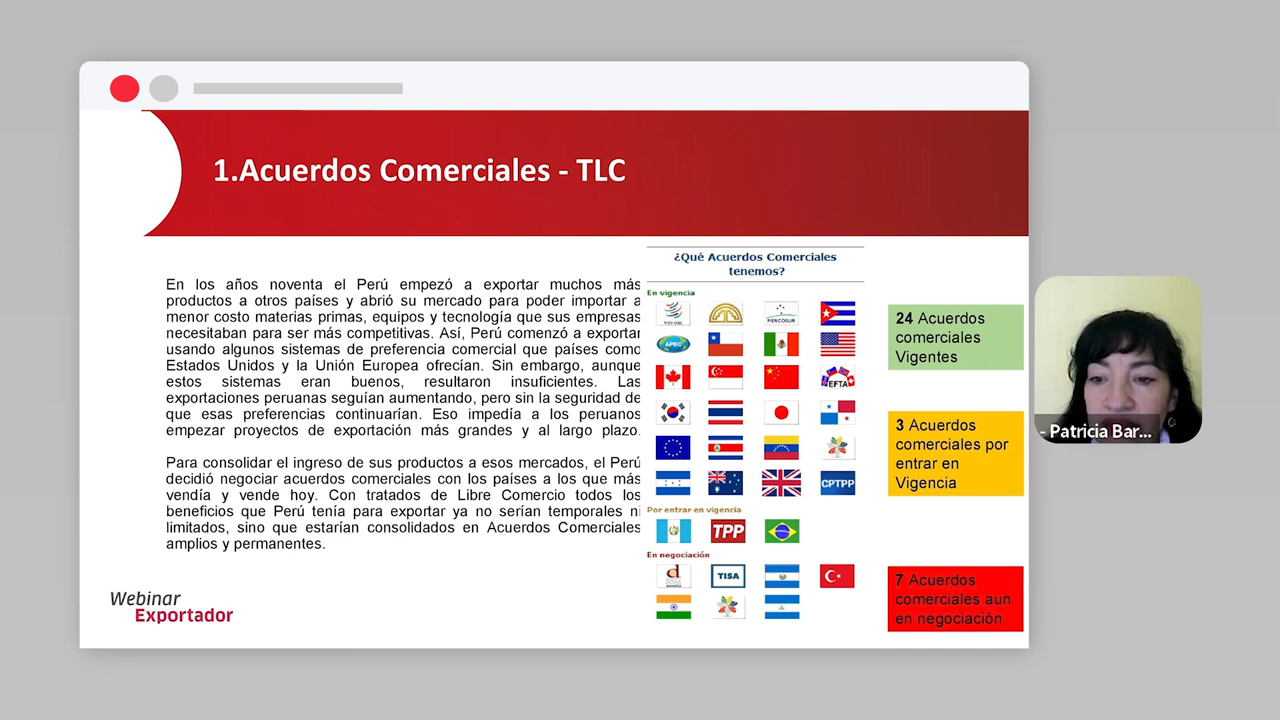 1.Acuerdos Comerciales - TLC
En los años noventa el Perú empezó a exportar muchos más
productos a otros países y abrió su mercado para poder importar a
menor costo materias primas, equipos y tecnología que sus empresas
necesitaban para ser más competitivas. Así, Perú comenzó a exportar
usando algunos sistemas de preferencia comercial que países como
Estados Unidos y la Unión Europea ofrecían. Sin embargo, aunque
estos sistemas eran buenos, resultaron insuficientes. Las
exportaciones peruanas seguían aumentando, pero sin la seguridad de
que esas preferencias continuarían. Eso impedía a los peruanos
empezar proyectos de exportación más grandes y al largo plazo.
Para consolidar el ingreso de sus productos a esos mercados, el Perú
decidió negociar acuerdos comerciales con los países a los que más
vendía y vende hoy. Con tratados de Libre Comercio todos los
beneficios que Perú tenía para exportar ya no serían temporales ni
limitados, sino que estarían consolidados en Acuerdos Comerciales
amplios y permanentes.
¿Qué Acuerdos Comerciales
tenemos?
En vigencia
MERCOSUR
APEC
EFTA
CPTPP
Por entrar en vigencia
TPP
En negociación
TISA
24 Acuerdos
comerciales
Vigentes
3 Acuerdos
comerciales por
entrar en
Vigencia
7 Acuerdos
comerciales aun
en negociación
- Patricia Bar...
Webinar
Exportador